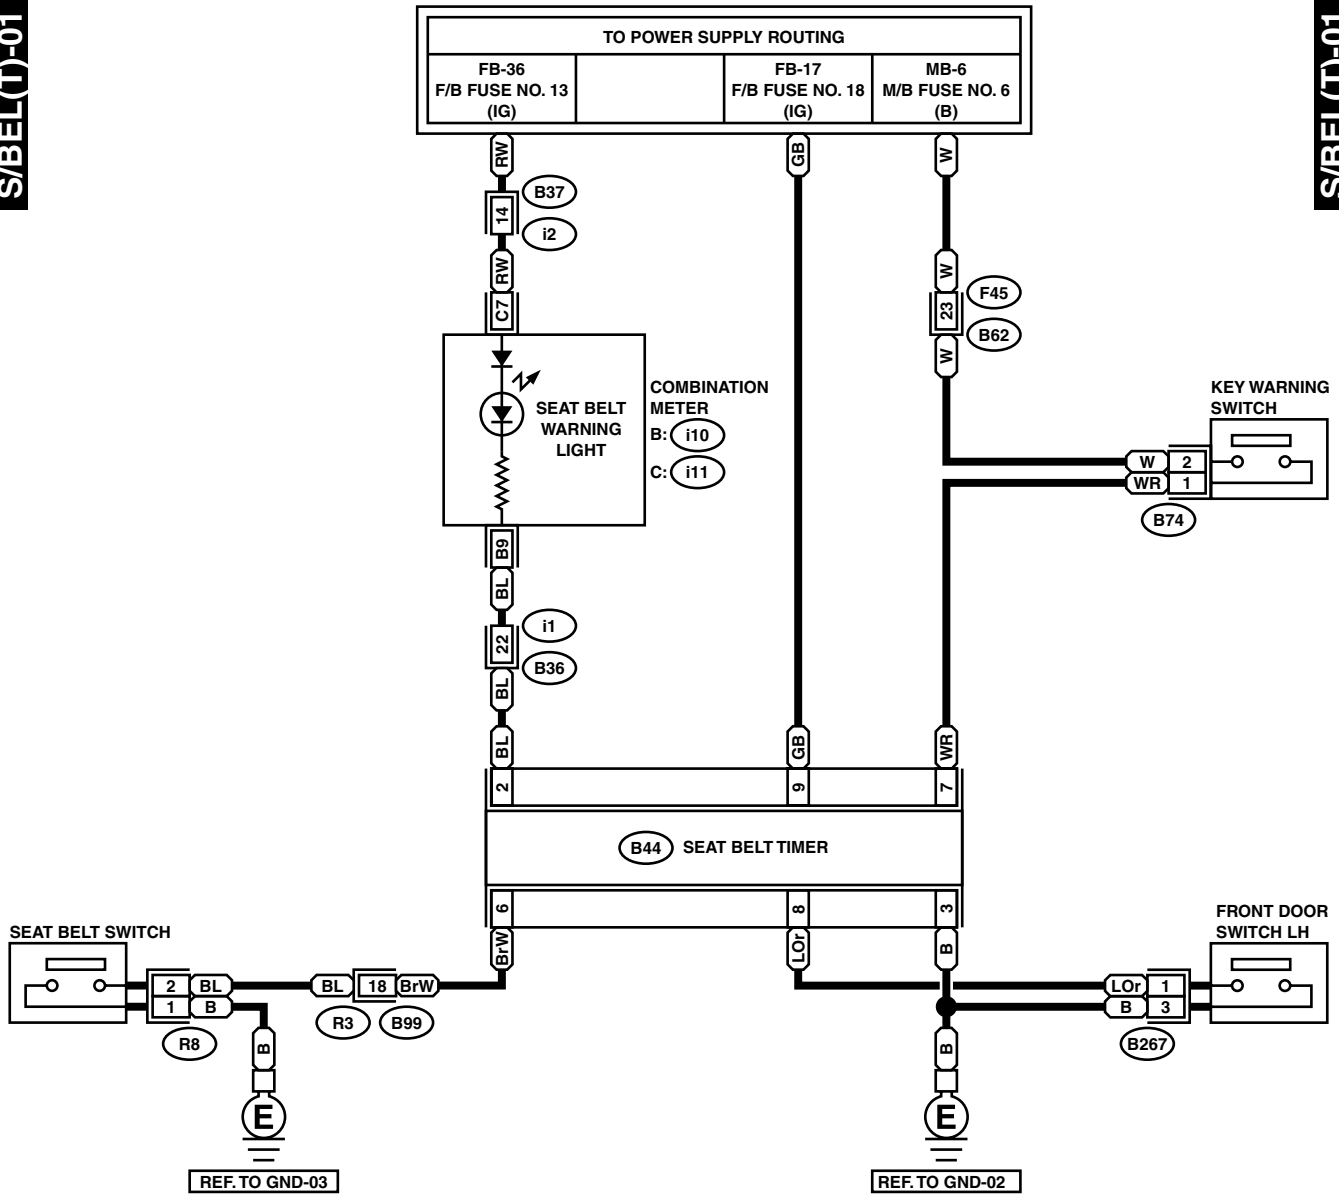 S/BEL(T)-01
S/BEL(T)-01
TO POWER SUPPLY ROUTING
FB-36
F/B FUSE NO. 13
(IG)
FB-17
F/B FUSE NO. 18
(IG)
MB-6
M/B FUSE NO. 6
(B)
RW
GB
W
14
B37
i2
RW
C7
W
23
F45
B62
W
SEAT BELT
WARNING
LIGHT
COMBINATION
METER
B: i10
C: i11
KEY WARNING
SWITCH
W 2
WR 1
B74
B9
BL
22
i1
B36
BL
BL
GB
WR
2
9
7
B44 SEAT BELT TIMER
6
8
3
BrW
LOr
B
SEAT BELT SWITCH
2 BL
1 B
R8
BL 18 BrW
R3
B99
FRONT DOOR
SWITCH LH
LOr 1
B 3
B267
B
E
REF. TO GND-03
B
E
REF. TO GND-02